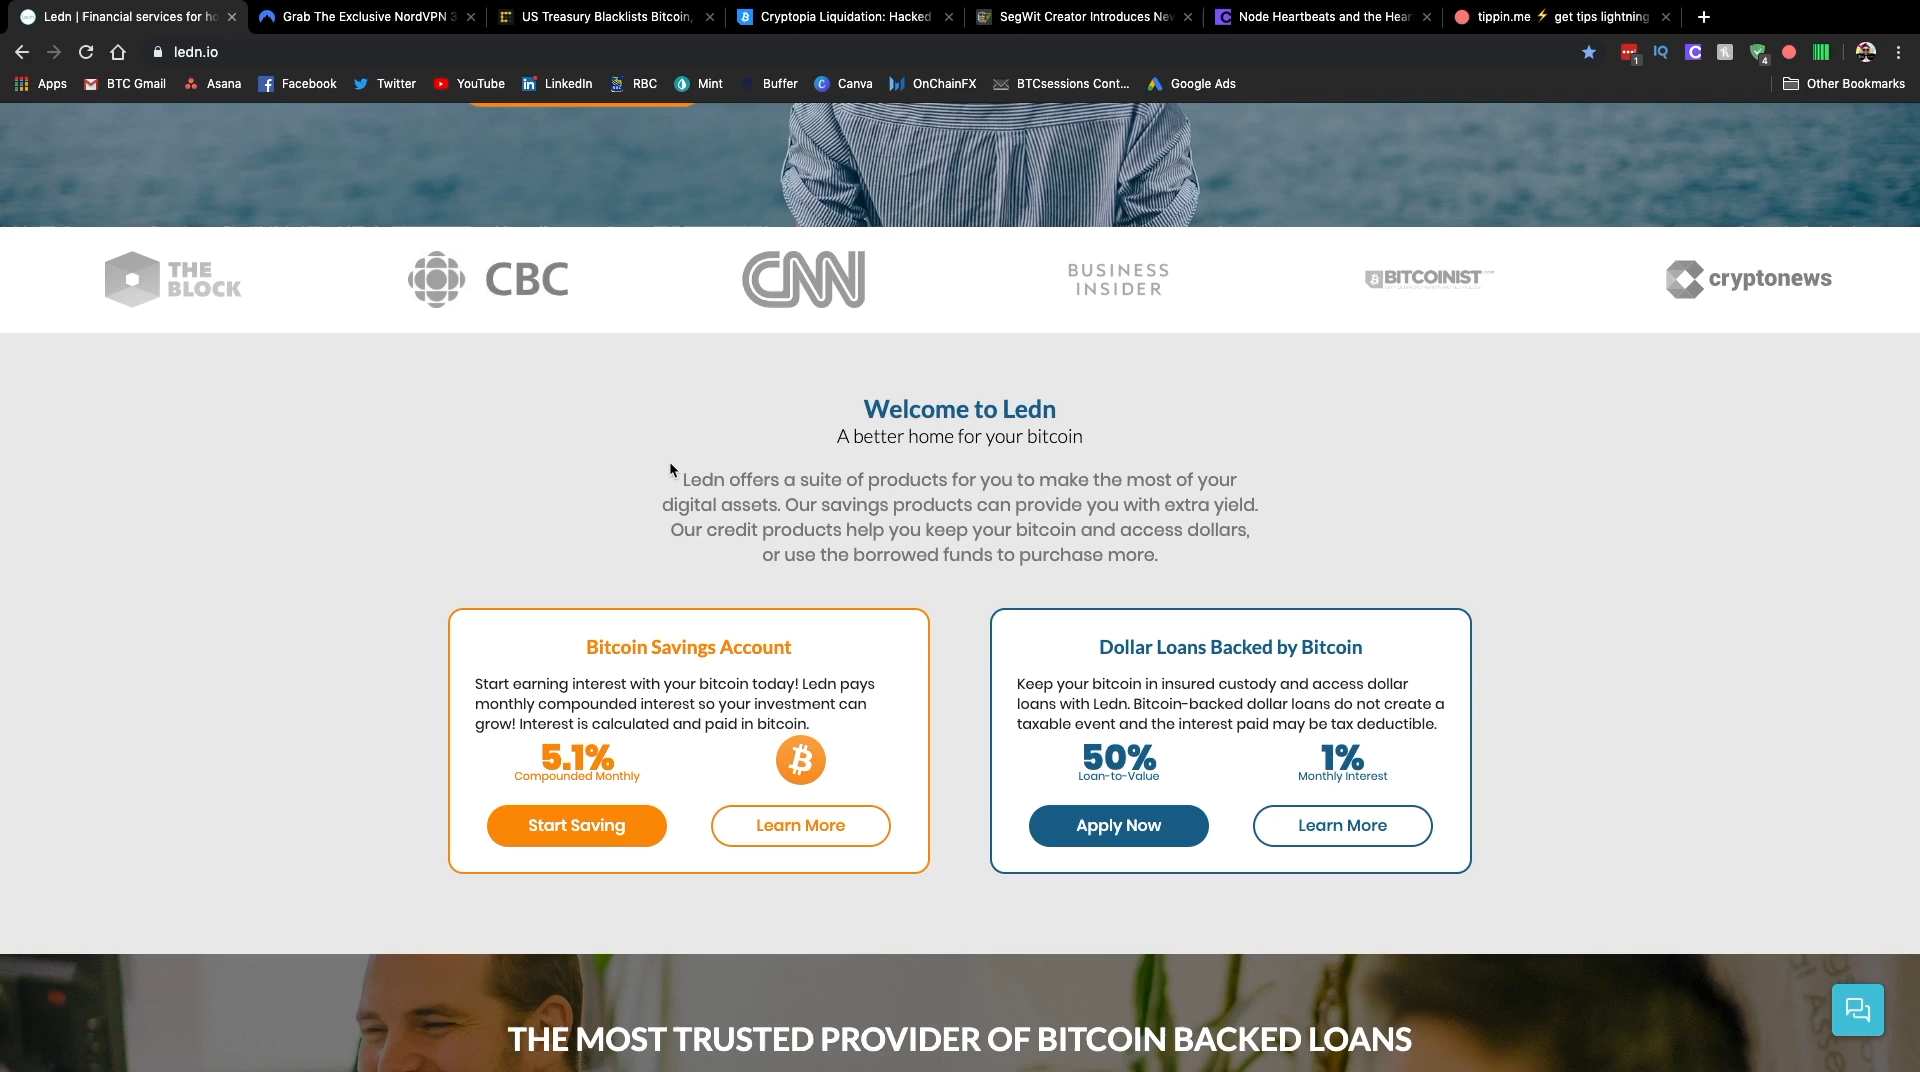 Ledn | Financial services for ho
Grab The Exclusive NordVPN 3
US Treasury Blacklists Bitcoin,
Cryptopia Liquidation: Hacked
SegWit Creator Introduces New
Node Heartbeats and the Hear
tippin.me ⚡ get tips lightning
ledn.io
1
IQ
4
Apps
BTC Gmail
Asana
Facebook
Twitter
YouTube
LinkedIn
RBC
Mint
Buffer
Canva
OnChainFX
BTCsessions Cont...
Google Ads
Other Bookmarks
THE BLOCK
CBC
CNN
BUSINESS INSIDER
BITCOINIST
cryptonews
Welcome to Ledn
A better home for your bitcoin
Ledn offers a suite of products for you to make the most of your
digital assets. Our savings products can provide you with extra yield.
Our credit products help you keep your bitcoin and access dollars,
or use the borrowed funds to purchase more.
Bitcoin Savings Account
Start earning interest with your bitcoin today! Ledn pays
monthly compounded interest so your investment can
grow! Interest is calculated and paid in bitcoin.
5.1%
Compounded Monthly
Start Saving
Learn More
Dollar Loans Backed by Bitcoin
Keep your bitcoin in insured custody and access dollar
loans with Ledn. Bitcoin-backed dollar loans do not create a
taxable event and the interest paid may be tax deductible.
50%
Loan-to-Value
1%
Monthly Interest
Apply Now
Learn More
THE MOST TRUSTED PROVIDER OF BITCOIN BACKED LOANS